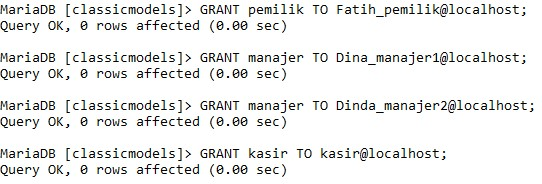 MariaDB [classicmodels]> GRANT pemilik TO Fatih_pemilik@localhost;
Query OK, 0 rows affected (0.00 sec)
MariaDB [classicmodels]> GRANT manajer TO Dina_manajer1@localhost;
Query OK, 0 rows affected (0.00 sec)
MariaDB [classicmodels]> GRANT manajer TO Dinda_manajer2@localhost;
Query OK, 0 rows affected (0.00 sec)
MariaDB [classicmodels]> GRANT kasir TO kasir@localhost;
Query OK, 0 rows affected (0.00 sec)